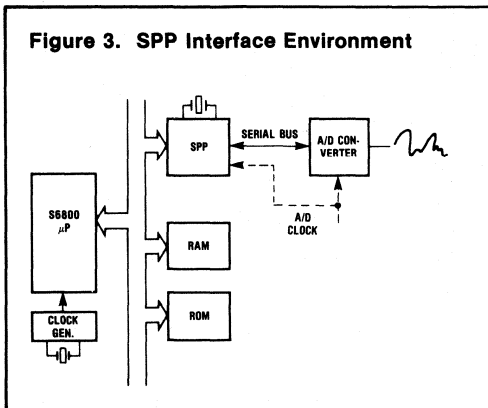 Figure 3. SPP Interface Environment
SPP
SERIAL BUS
A/D CON-
VERTER
S6800
μP
A/D
CLOCK
RAM
CLOCK
GEN.
ROM